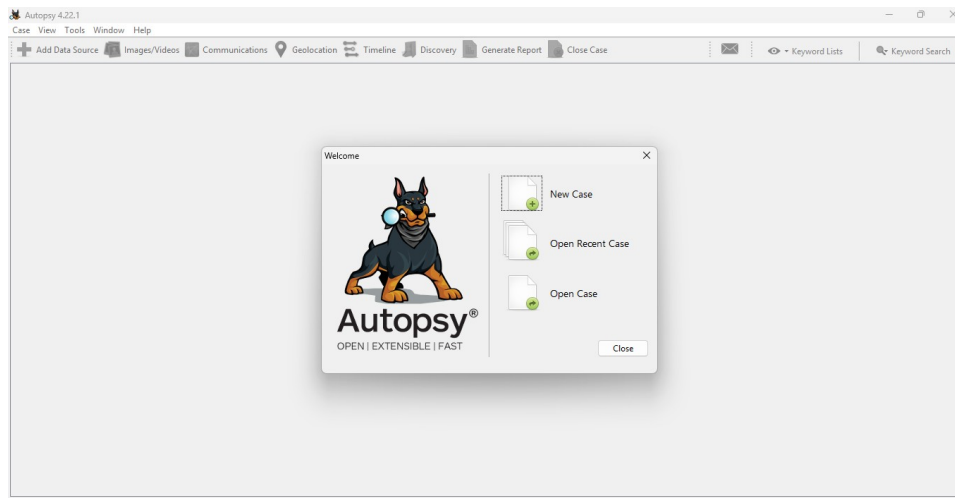 Autopsy 4.22.1
Case View Tools Window Help
Add Data Source Images/Videos Communications Geolocation Timeline Discovery Generate Report Close Case Keyword Lists Keyword Search
Welcome
New Case
Open Recent Case
Open Case
Autopsy®
OPEN | EXTENSIBLE | FAST
Close